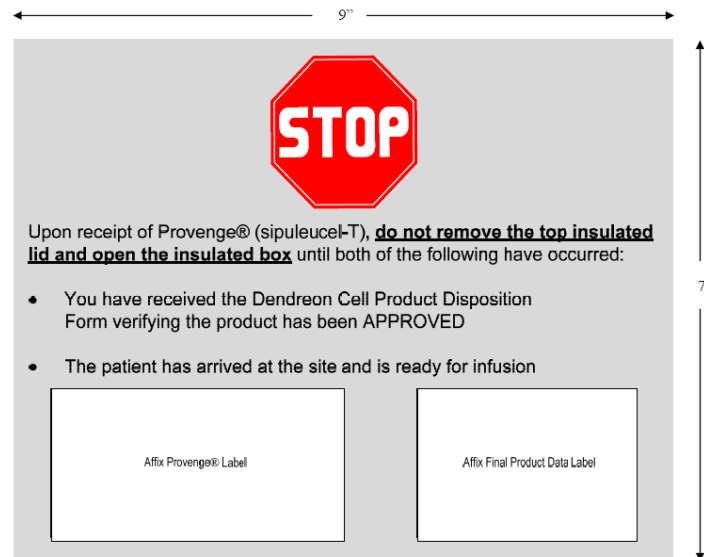 9”
STOP
Upon receipt of Provenge® (sipuleucel-T), do not remove the top insulated
lid and open the insulated box until both of the following have occurred:
7
• You have received the Dendreon Cell Product Disposition
Form verifying the product has been APPROVED
• The patient has arrived at the site and is ready for infusion
Affix Provenge® Label
Affix Final Product Data Label